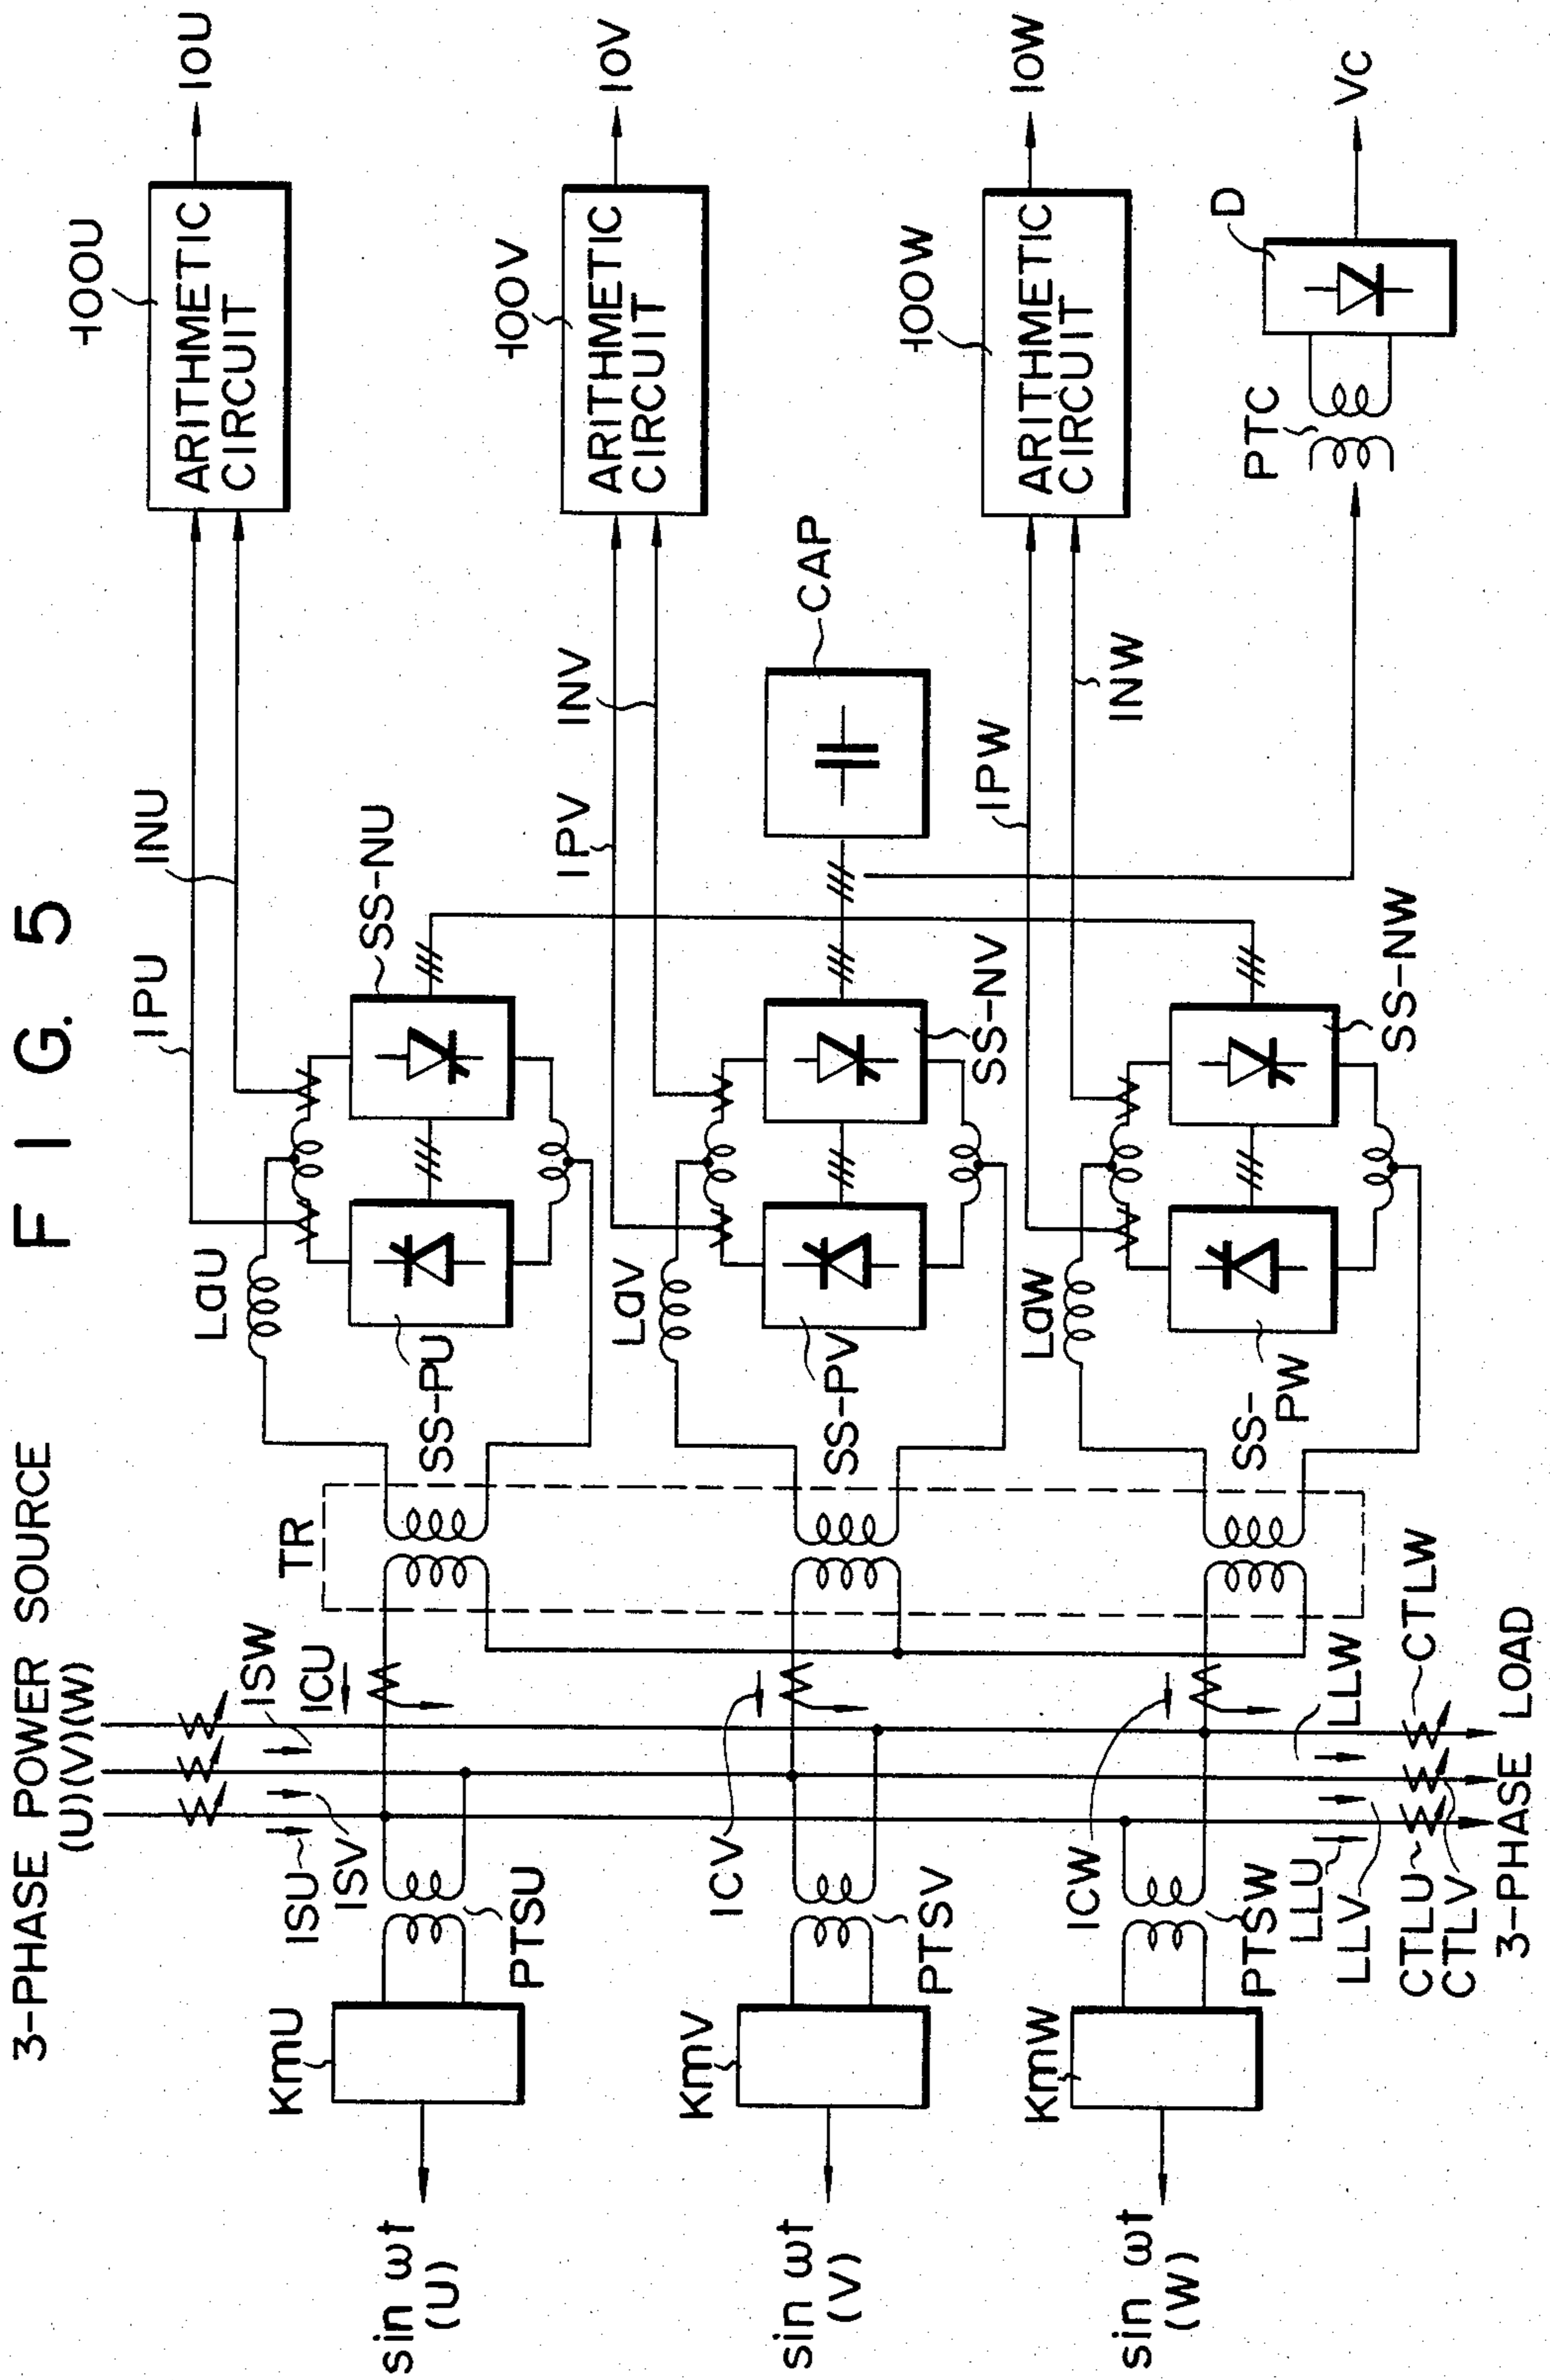 FIG. 5
3-PHASE POWER SOURCE
(U)(V)(W)
ISW
ICU
ISU
ISV
TR
LaU
IPU
INU
SS-NU
SS-PU
100U
ARITHMETIC
CIRCUIT
IOU
KmU
PTSU
sin ωt
(U)
ICV
LaV
IPV
INV
SS-NV
SS-PV
CAP
100V
ARITHMETIC
CIRCUIT
IOV
KmV
PTSV
sin ωt
(V)
ICW
LaW
IPW
INW
SS-NW
SS-
PW
100W
ARITHMETIC
CIRCUIT
IOW
KmW
PTSW
sin ωt
(W)
PTC
D
VC
LLU
LLV
LLW
CTLU
CTLV
CTLW
3-PHASE LOAD